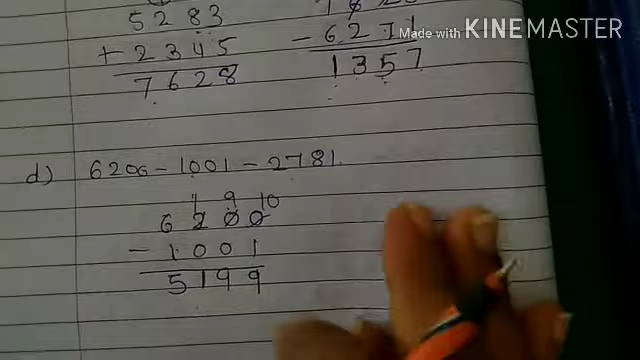 5283
+ 2345
7628
Made with KINEMASTER
- 6271
1357
d) 6200 - 1001 - 2781.
1 9 10
6200
- 1001
5199